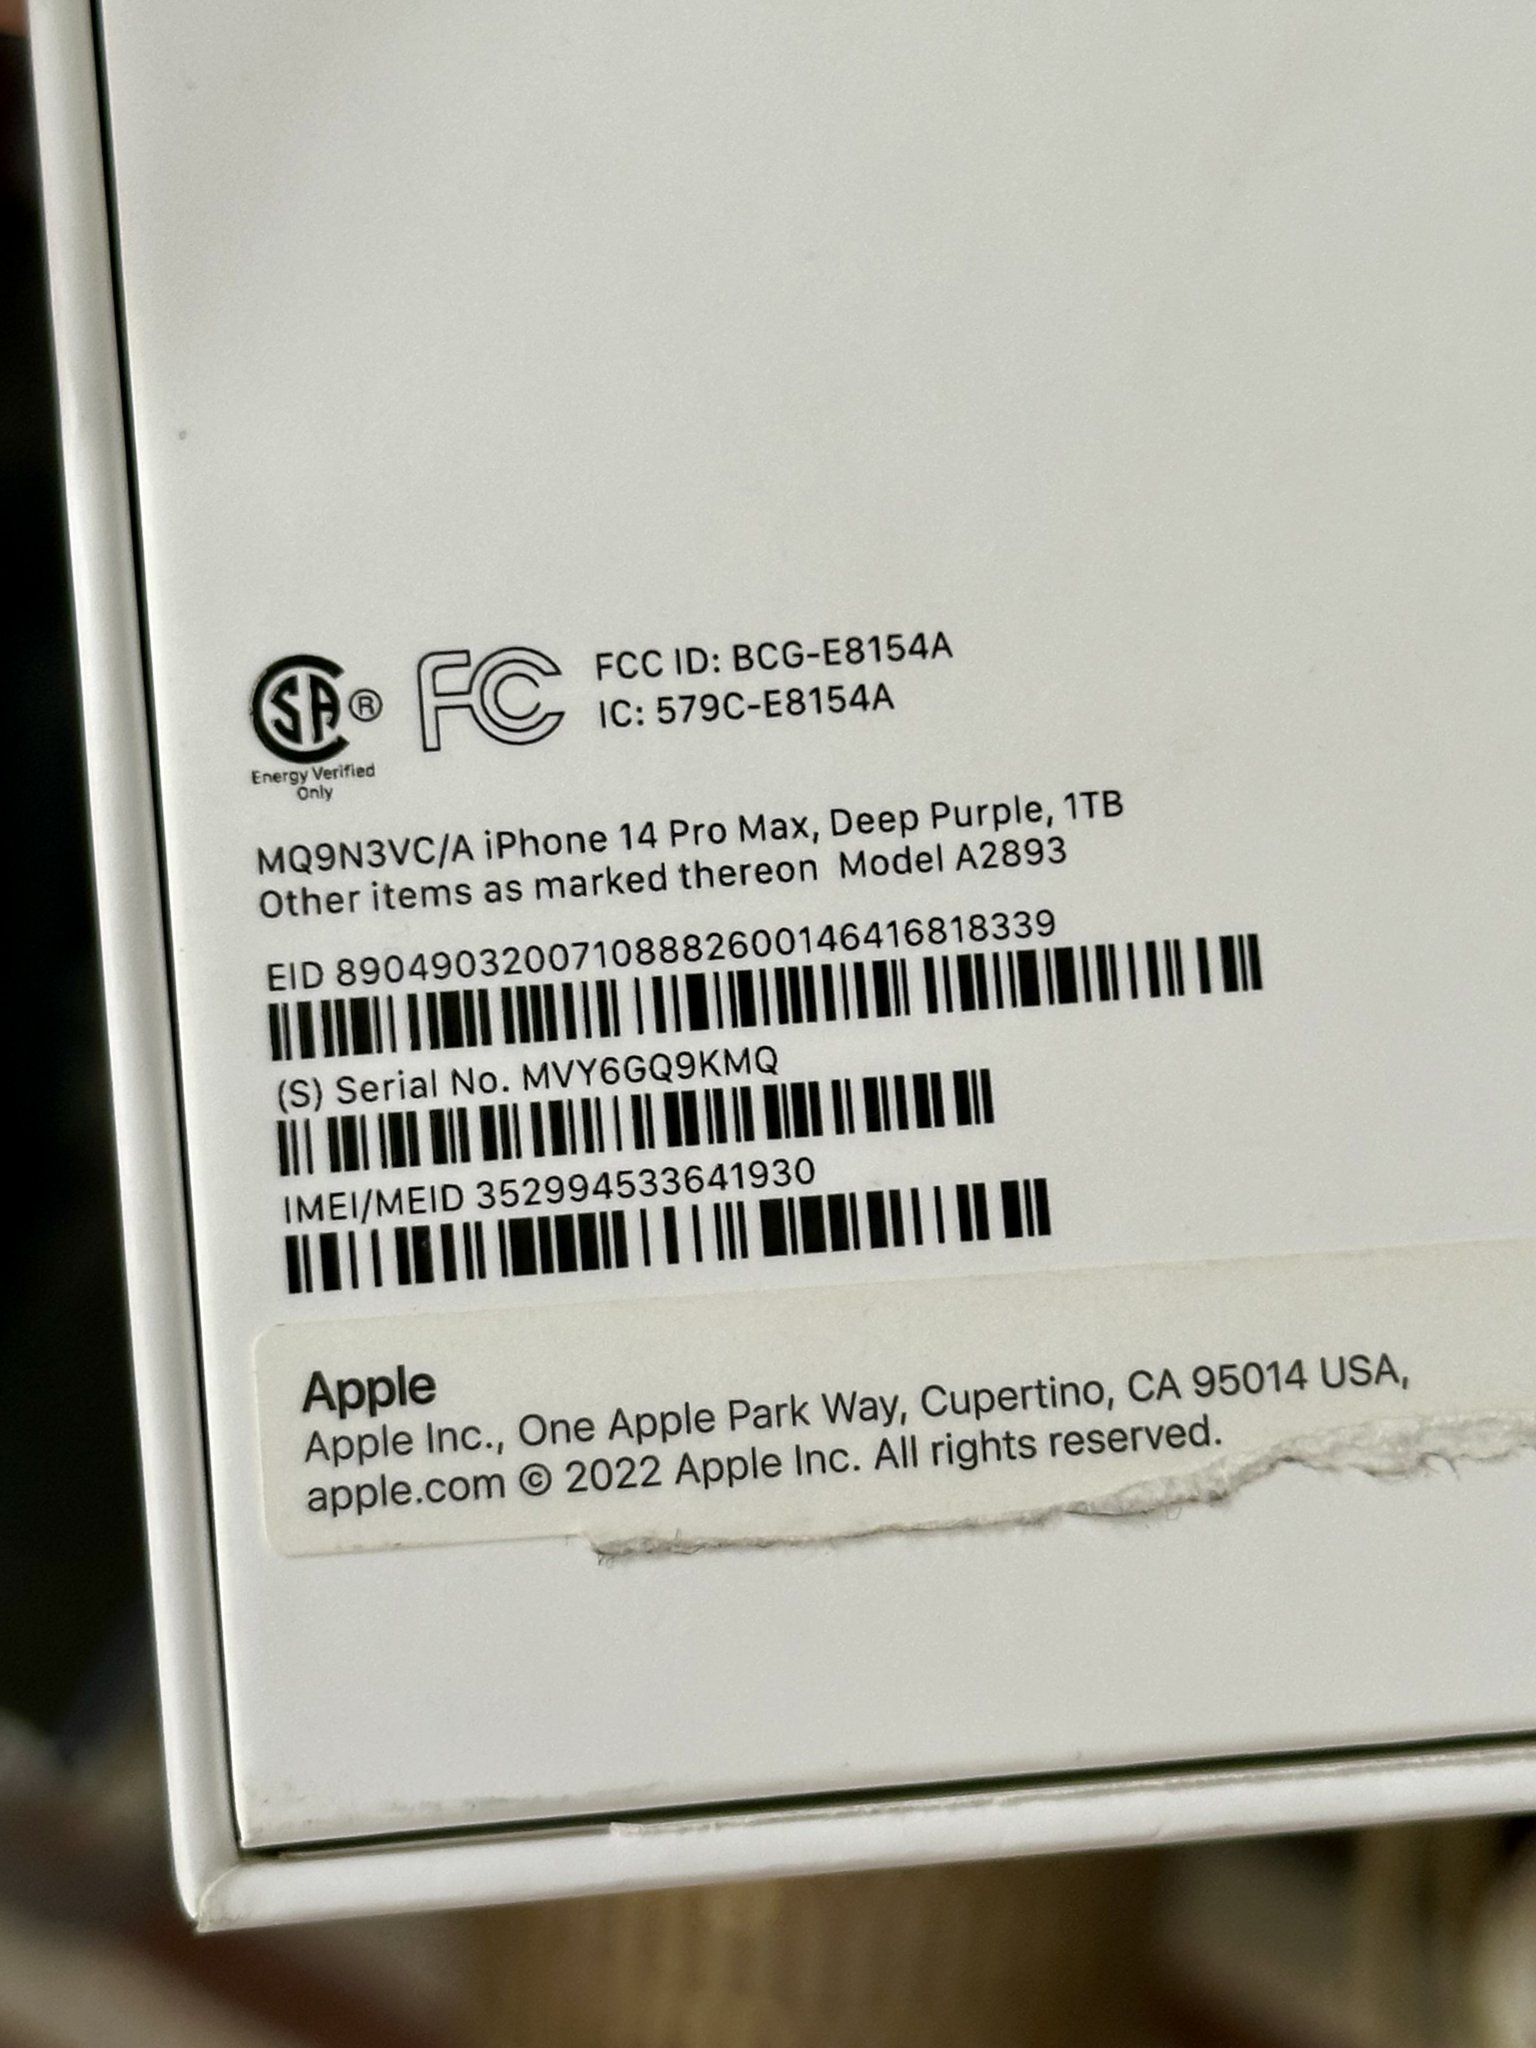 SA®
Energy Verified
Only
FC
FCC ID: BCG-E8154A
IC: 579C-E8154A
MQ9N3VC/A iPhone 14 Pro Max, Deep Purple, 1TB
Other items as marked thereon Model A2893
EID 89049032007108882600146416818339
(S) Serial No. MVY6GQ9KMQ
IMEI/MEID 352994533641930
Apple
Apple Inc., One Apple Park Way, Cupertino, CA 95014 USA,
apple.com © 2022 Apple Inc. All rights reserved.